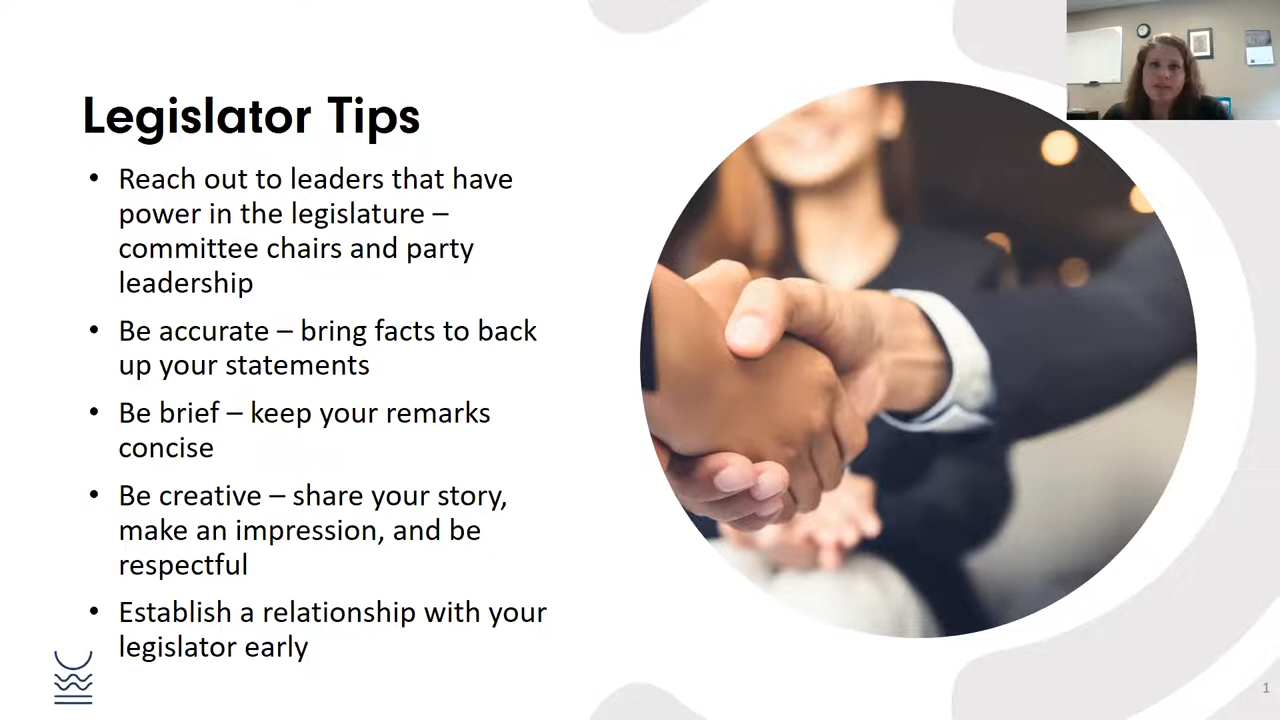 Legislator Tips
• Reach out to leaders that have
power in the legislature –
committee chairs and party
leadership
• Be accurate – bring facts to back
up your statements
• Be brief – keep your remarks
concise
• Be creative – share your story,
make an impression, and be
respectful
• Establish a relationship with your
legislator early
1